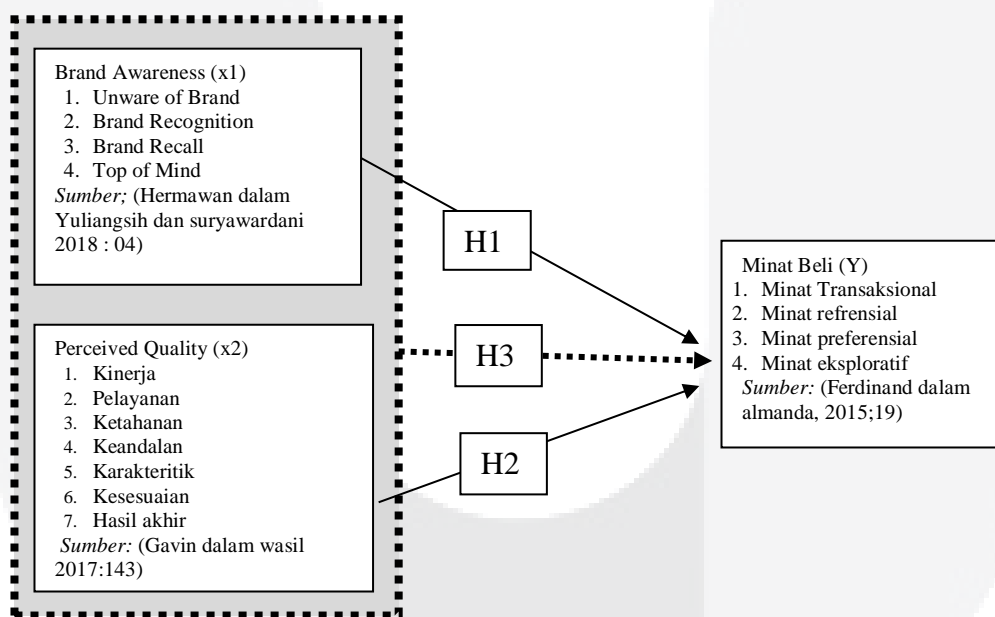 Brand Awareness (x1)
1. Unware of Brand
2. Brand Recognition
3. Brand Recall
4. Top of Mind
Sumber; (Hermawan dalam
Yuliangsih dan suryawardani
2018 : 04)
H1
Minat Beli (Y)
1. Minat Transaksional
2. Minat refrensial
3. Minat preferensial
4. Minat eksploratif
Sumber: (Ferdinand dalam
almanda, 2015;19)
Perceived Quality (x2)
1. Kinerja
2. Pelayanan
3. Ketahanan
4. Keandalan
5. Karakteritik
6. Kesesuaian
7. Hasil akhir
Sumber: (Gavin dalam wasil
2017:143)
H3
H2